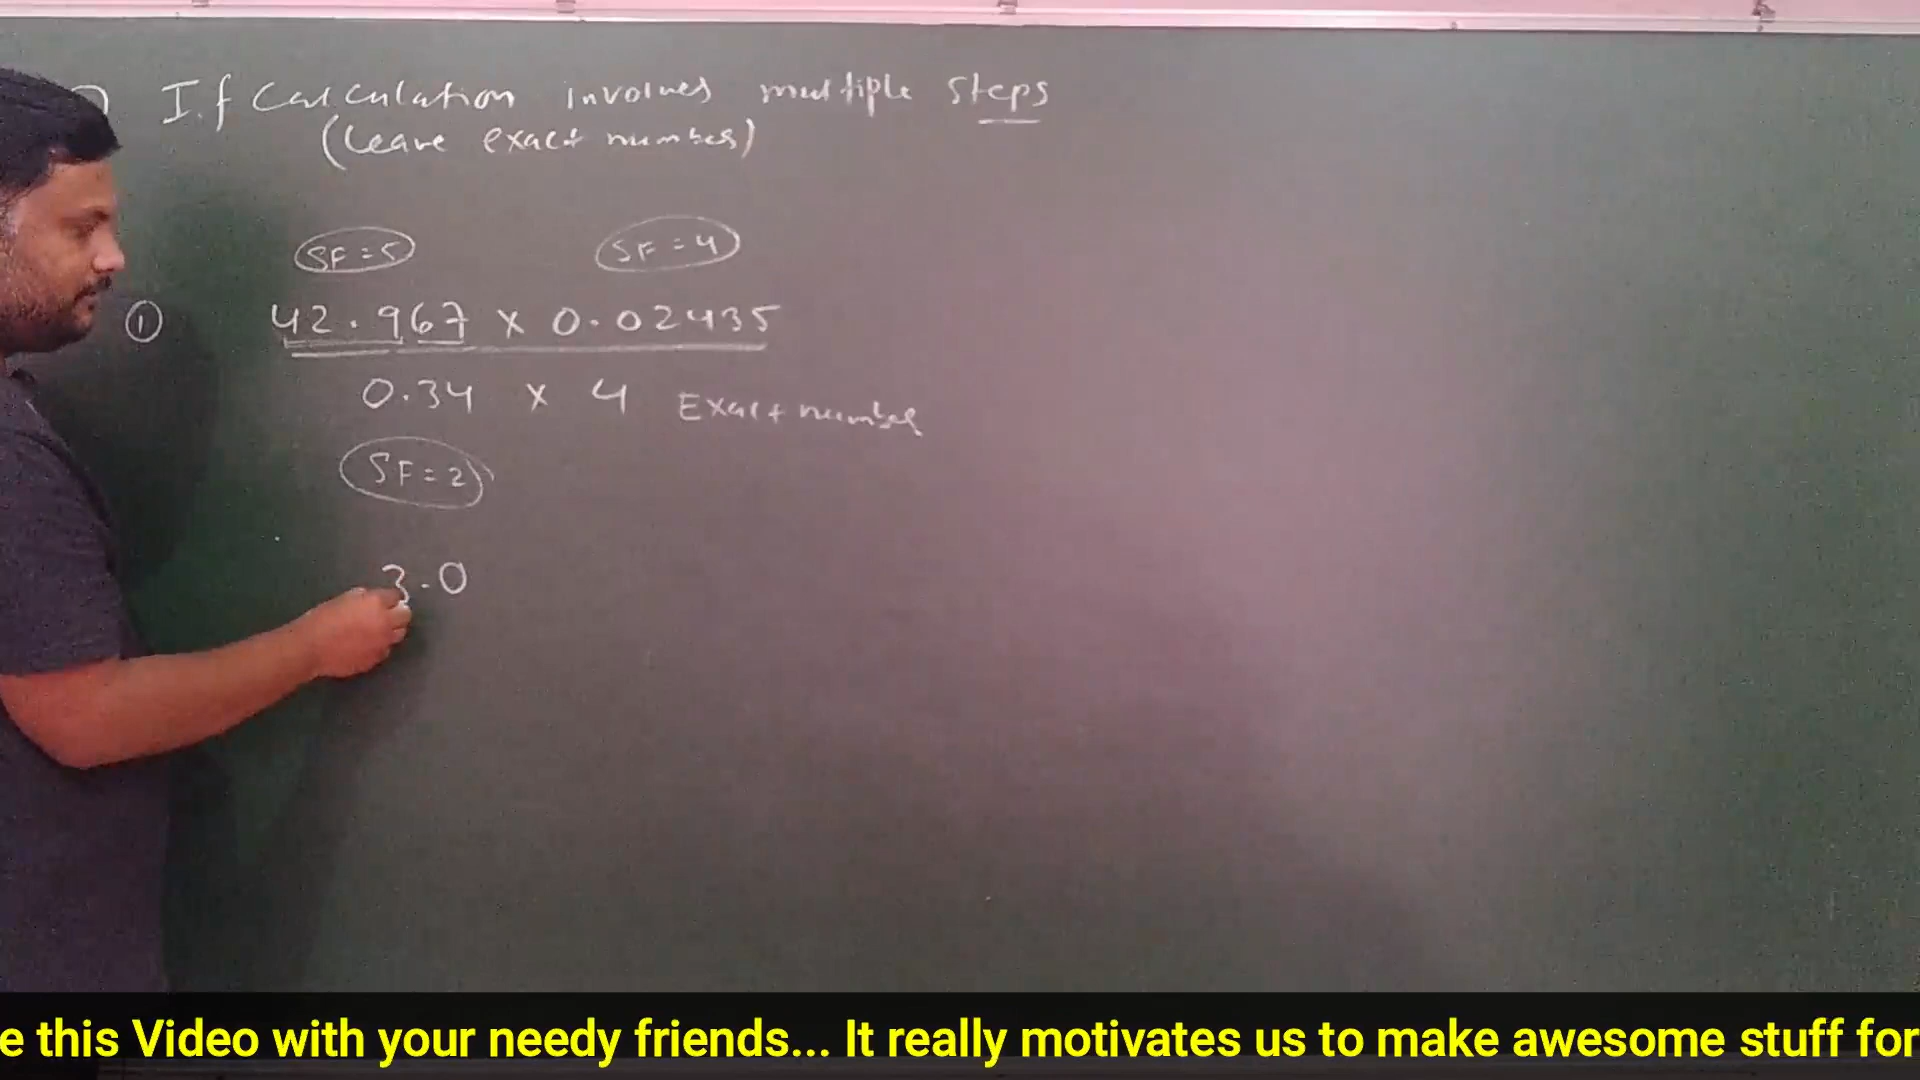 If Calculation involves multiple steps
(Leave exact number)
SF = 5 SF = 4
① 42.967 x 0.02435
0.34 x 4 Exact number
SF = 2
3.0
e this Video with your needy friends... It really motivates us to make awesome stuff for